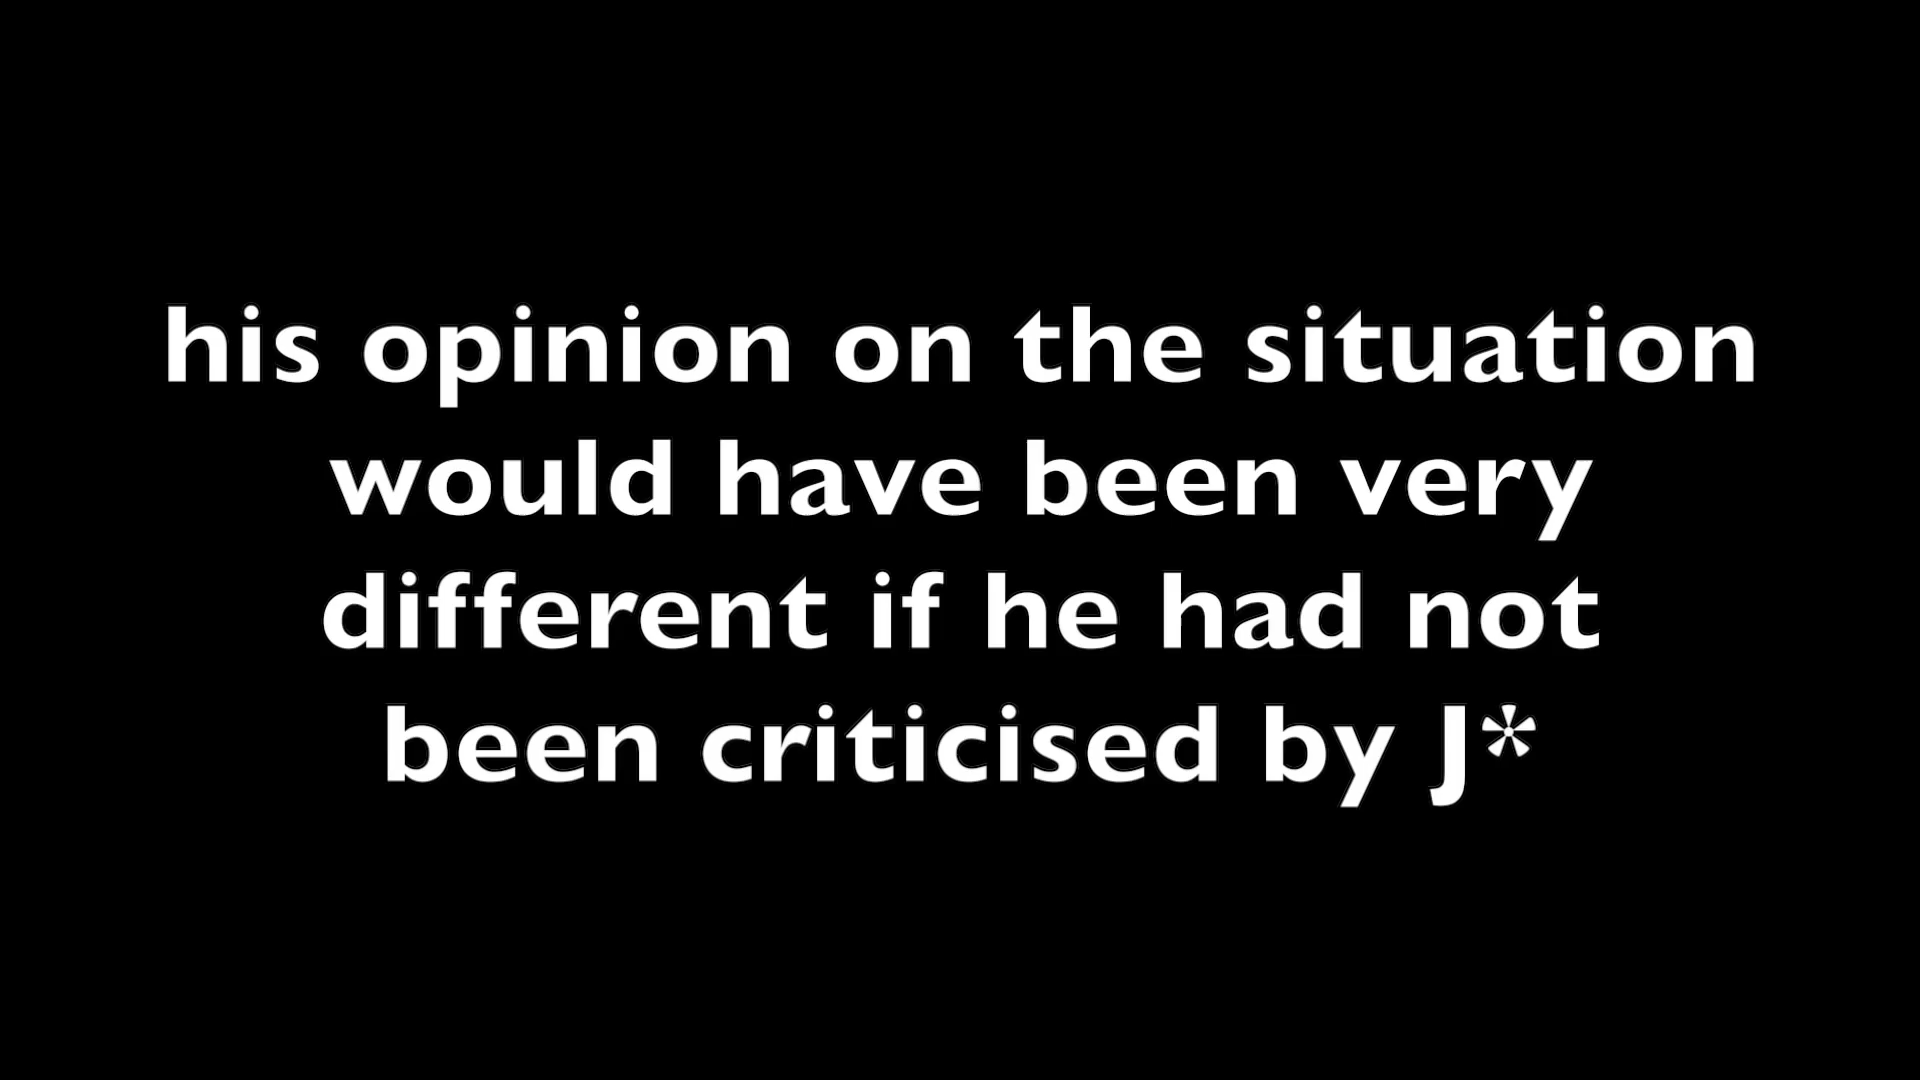 his opinion on the situation
would have been very
different if he had not
been criticised by J*